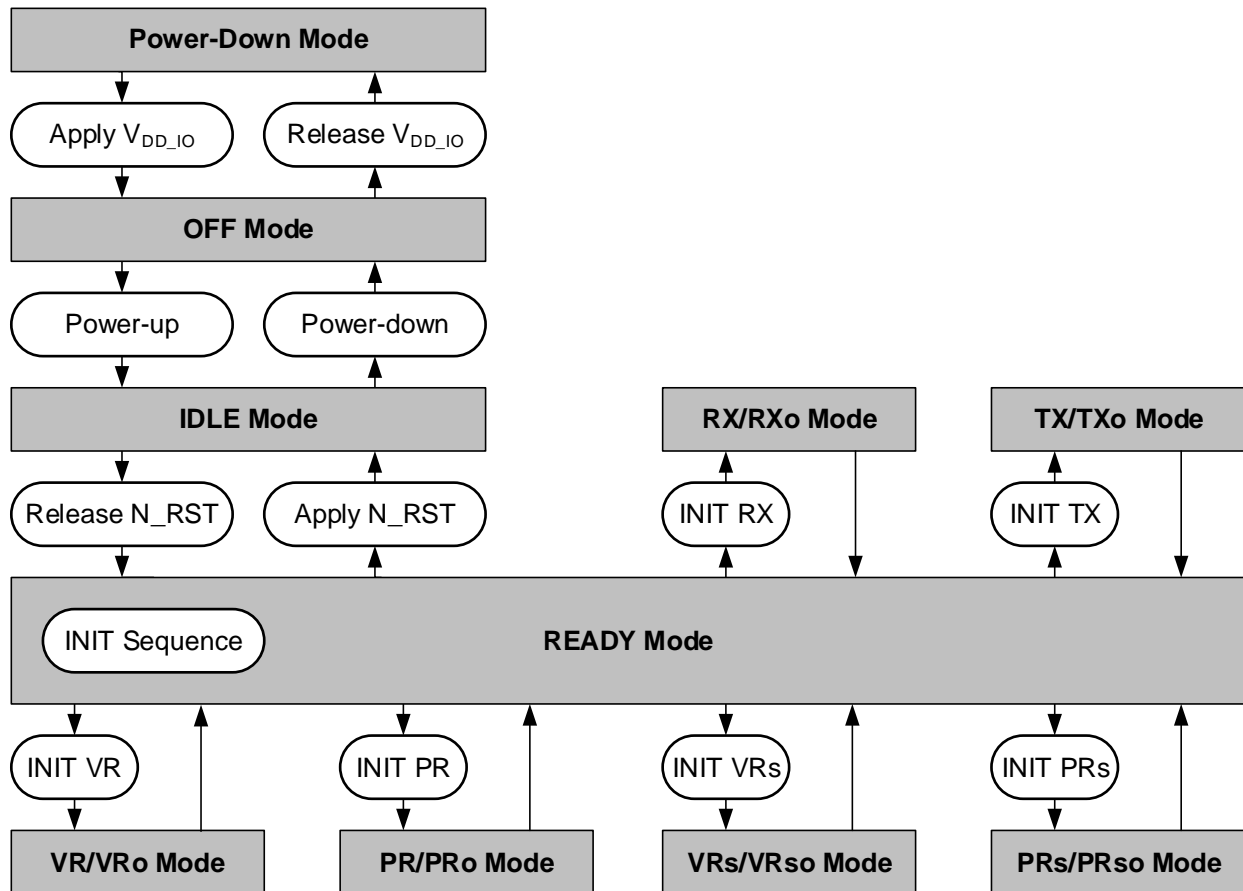 Power-Down Mode
Apply VDD_IO
Release VDD_IO
OFF Mode
Power-up
Power-down
IDLE Mode
RX/RXo Mode
TX/TXo Mode
Release N_RST
Apply N_RST
INIT RX
INIT TX
INIT Sequence
READY Mode
INIT VR
INIT PR
INIT VRs
INIT PRs
VR/VRo Mode
PR/PRo Mode
VRs/VRso Mode
PRs/PRso Mode